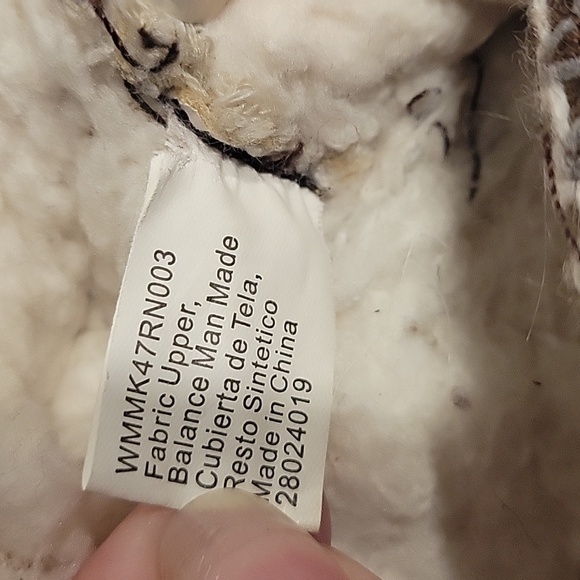 WMMK47RN003
Fabric Upper,
Balance Man Made
Cubierta de Tela,
Resto Sintetico
Made in China
28024019